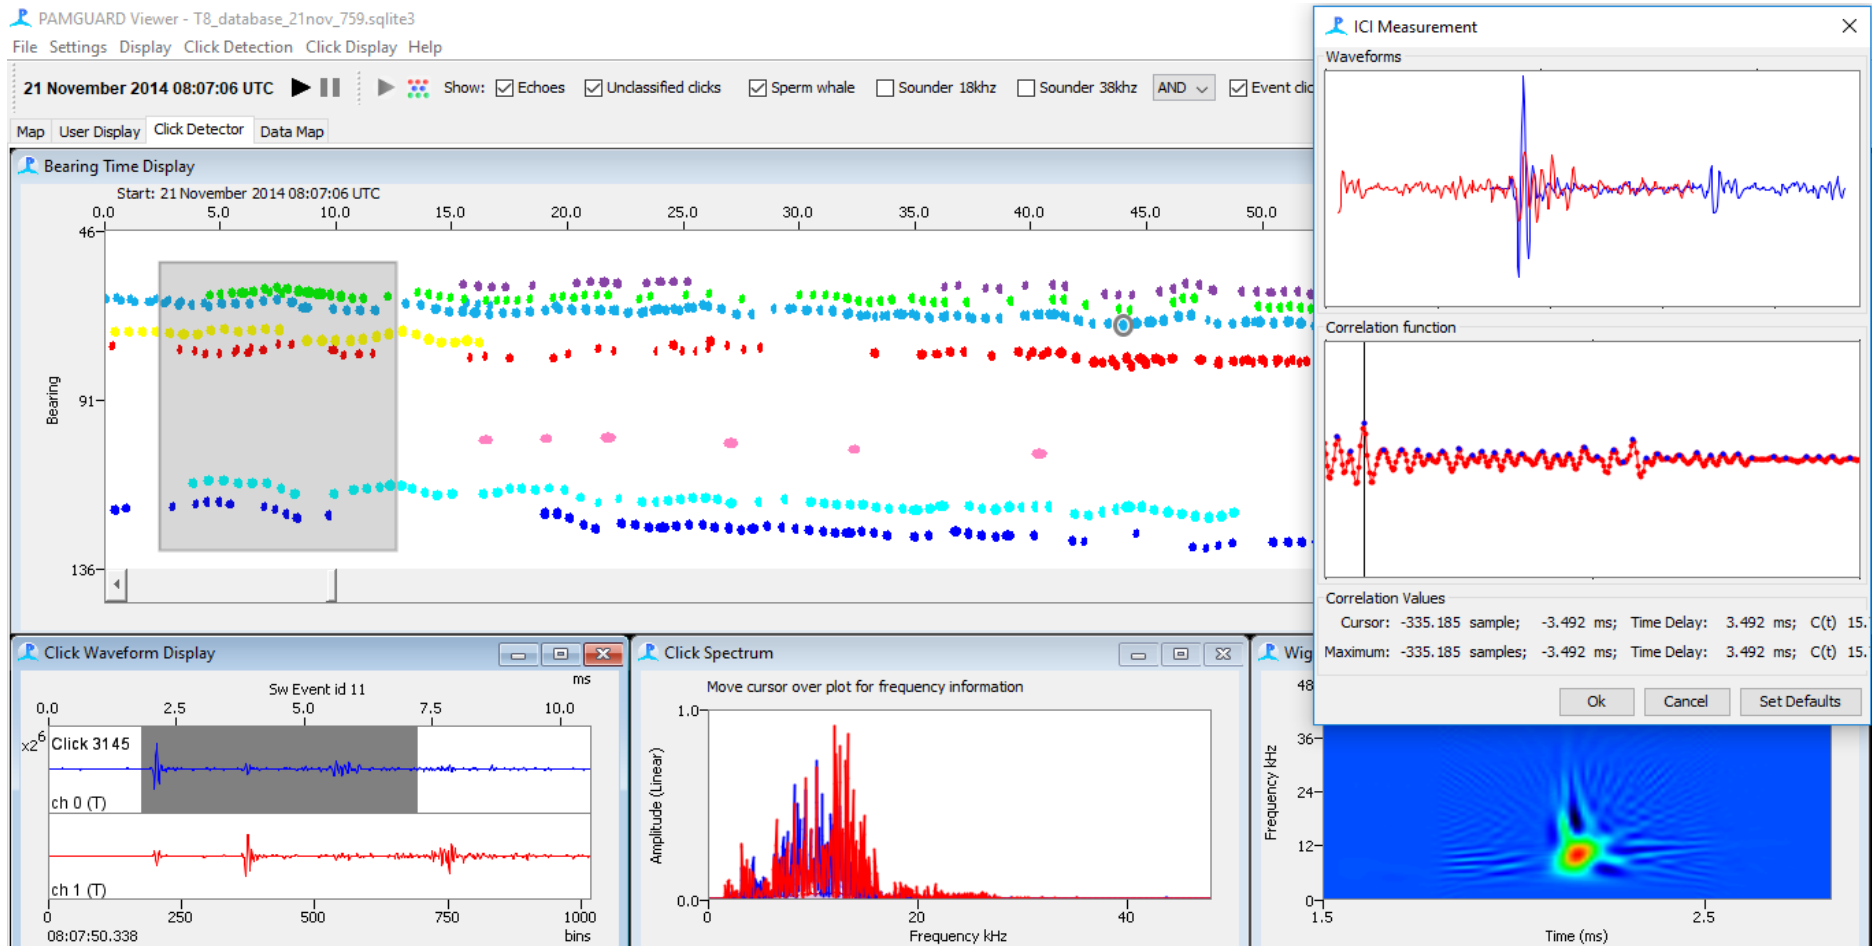 PAMGUARD Viewer - T8_database_21nov_759.sqlite3
File Settings Display Click Detection Click Display Help
21 November 2014 08:07:06 UTC Show: Echoes Unclassified clicks Sperm whale Sounder 18khz Sounder 38khz AND Event clic
Map User Display Click Detector Data Map
Bearing Time Display
Start: 21 November 2014 08:07:06 UTC
0.0 5.0 10.0 15.0 20.0 25.0 30.0 35.0 40.0 45.0 50.0
46
91
136
Bearing
ICI Measurement
Waveforms
Correlation function
Correlation Values
Cursor: -335.185 sample; -3.492 ms; Time Delay: 3.492 ms; C(t) 15.
Maximum: -335.185 samples; -3.492 ms; Time Delay: 3.492 ms; C(t) 15.
Ok Cancel Set Defaults
Click Waveform Display
Sw Event id 11
ms
0.0 2.5 5.0 7.5 10.0
x2^6
Click 3145
ch 0 (T)
ch 1 (T)
0 250 500 750 1000
08:07:50.338 bins
Click Spectrum
Move cursor over plot for frequency information
1.0
0.0
Amplitude (Linear)
0 20 40
Frequency kHz
Wig
48
36
24
12
0
Frequency kHz
1.5 2.5
Time (ms)